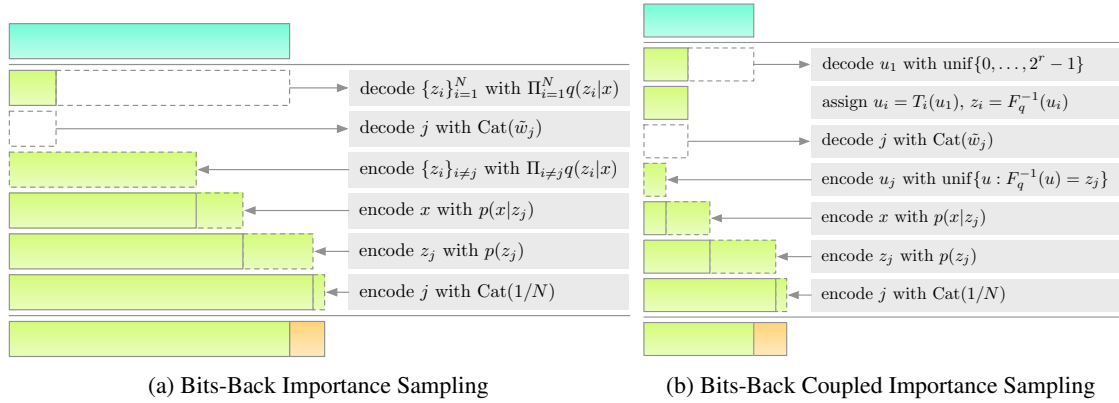 decode {z_i}_{i=1}^N with Π_{i=1}^N q(z_i|x)
decode j with Cat(w̃_j)
encode {z_i}_{i≠j} with Π_{i≠j} q(z_i|x)
encode x with p(x|z_j)
encode z_j with p(z_j)
encode j with Cat(1/N)
(a) Bits-Back Importance Sampling
decode u_1 with unif{0, . . . , 2^r − 1}
assign u_i = T_i(u_1), z_i = F_q^{-1}(u_i)
decode j with Cat(w̃_j)
encode u_j with unif{u : F_q^{-1}(u) = z_j}
encode x with p(x|z_j)
encode z_j with p(z_j)
encode j with Cat(1/N)
(b) Bits-Back Coupled Importance Sampling